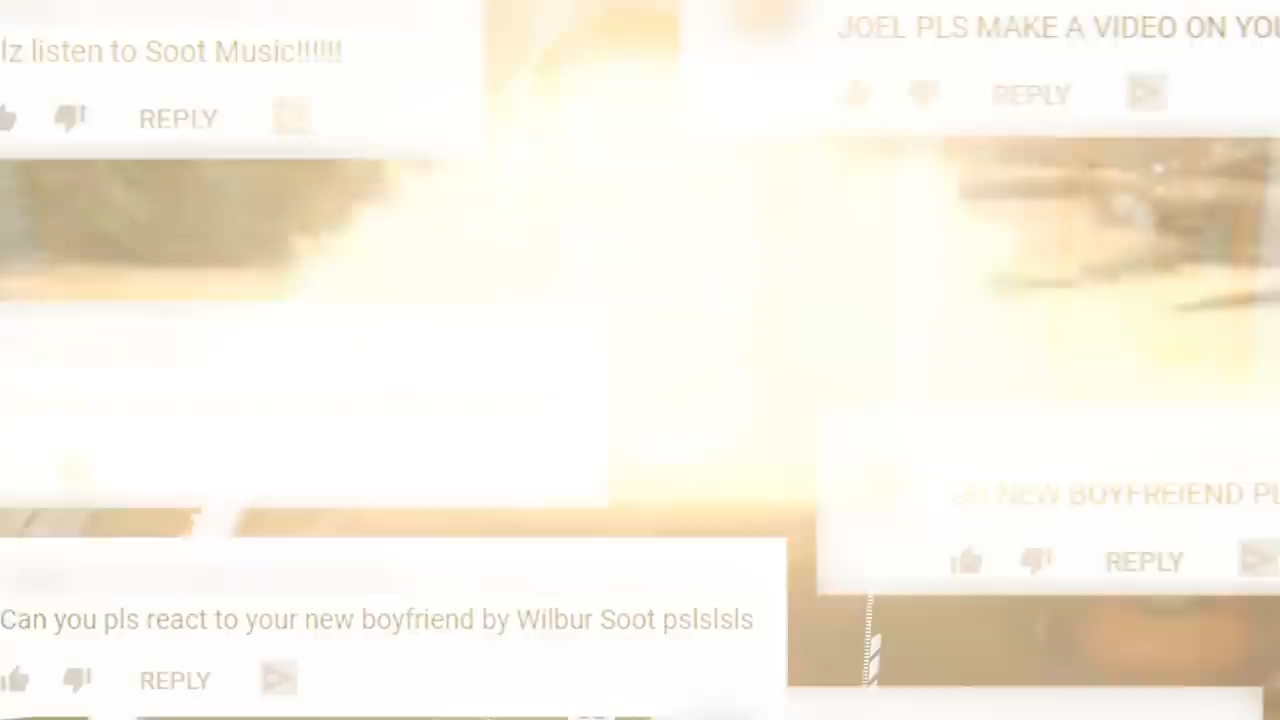 lz listen to Soot Music!!!!!!
REPLY
JOEL PLS MAKE A VIDEO ON YOU
REPLY
NEW BOYFREIEND PL
REPLY
Can you pls react to your new boyfriend by Wilbur Soot pslslsls
REPLY